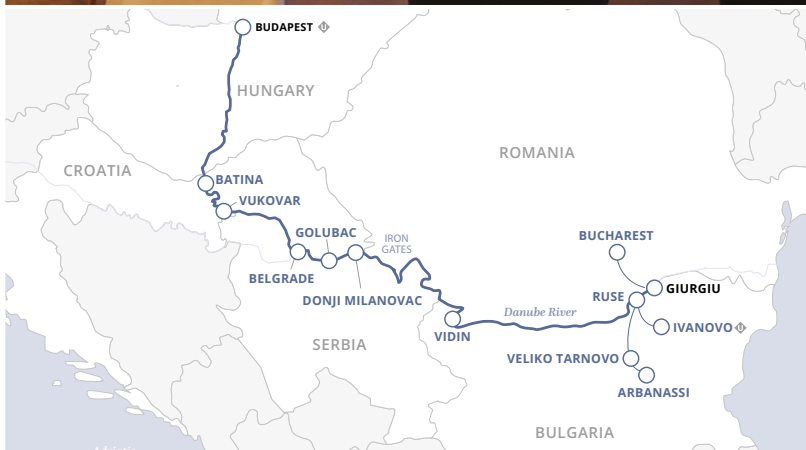 BUDAPEST
HUNGARY
ROMANIA
CROATIA
BATINA
VUKOVAR
GOLUBAC
IRON
GATES
BUCHAREST
BELGRADE
DONJI MILANOVAC
GIURGIU
RUSE
Danube River
IVANOVO
VIDIN
SERBIA
VELIKO TARNOVO
ARBANASSI
BULGARIA